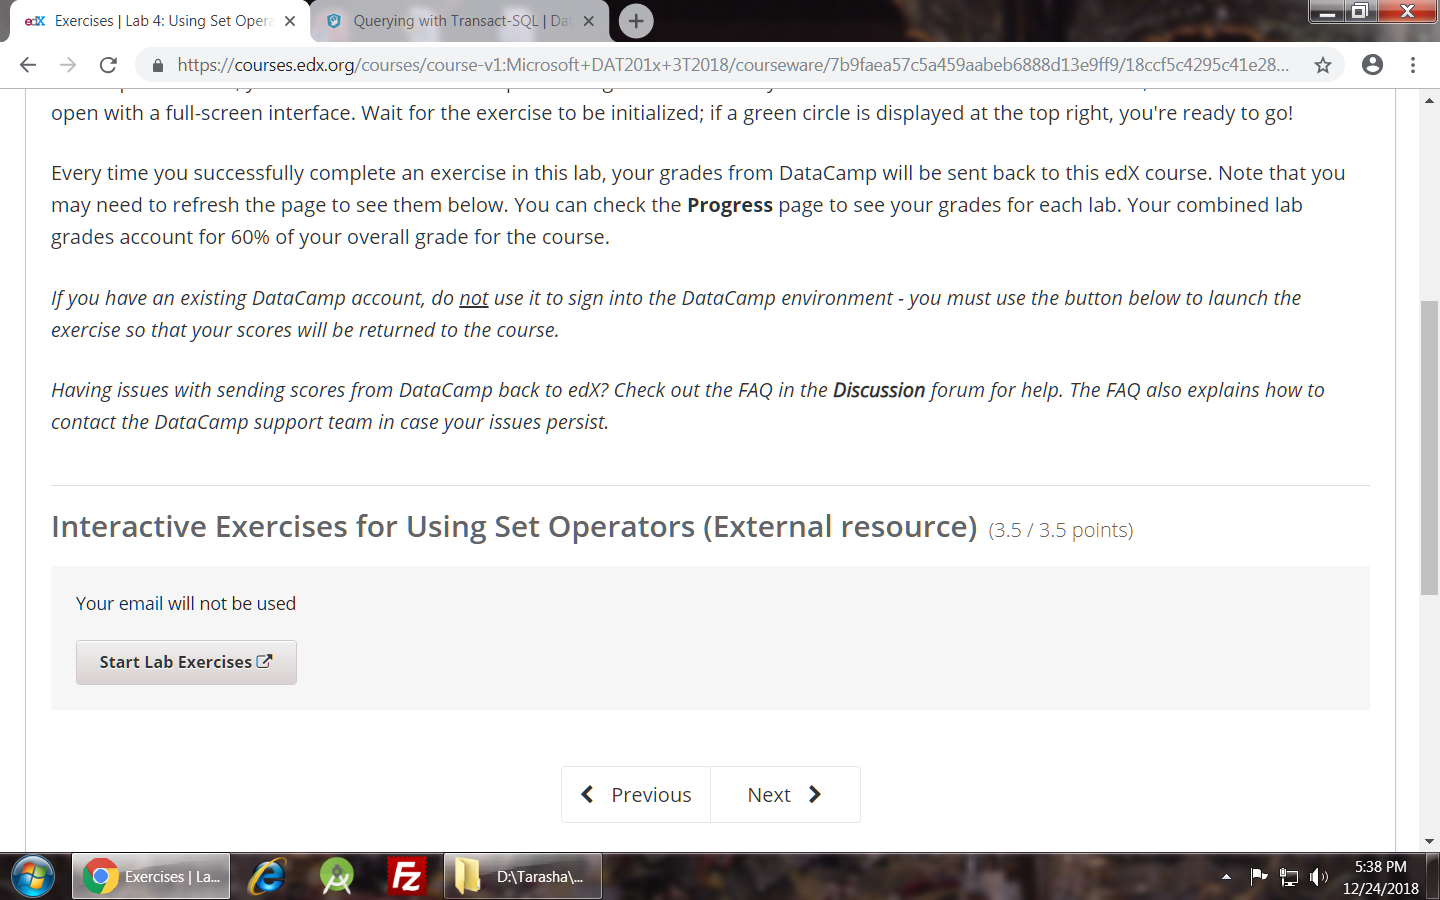 edX Exercises | Lab 4: Using Set Opera
Querying with Transact-SQL | Da
https://courses.edx.org/courses/course-v1:Microsoft+DAT201x+3T2018/courseware/7b9faea57c5a459aabeb6888d13e9ff9/18ccf5c4295c41e28...
open with a full-screen interface. Wait for the exercise to be initialized; if a green circle is displayed at the top right, you're ready to go!
Every time you successfully complete an exercise in this lab, your grades from DataCamp will be sent back to this edX course. Note that you
may need to refresh the page to see them below. You can check the Progress page to see your grades for each lab. Your combined lab
grades account for 60% of your overall grade for the course.
If you have an existing DataCamp account, do not use it to sign into the DataCamp environment - you must use the button below to launch the
exercise so that your scores will be returned to the course.
Having issues with sending scores from DataCamp back to edX? Check out the FAQ in the Discussion forum for help. The FAQ also explains how to
contact the DataCamp support team in case your issues persist.
Interactive Exercises for Using Set Operators (External resource) (3.5 / 3.5 points)
Your email will not be used
Start Lab Exercises
Previous
Next
Exercises | La...
Fz
D:\Tarasha\...
5:38 PM
12/24/2018